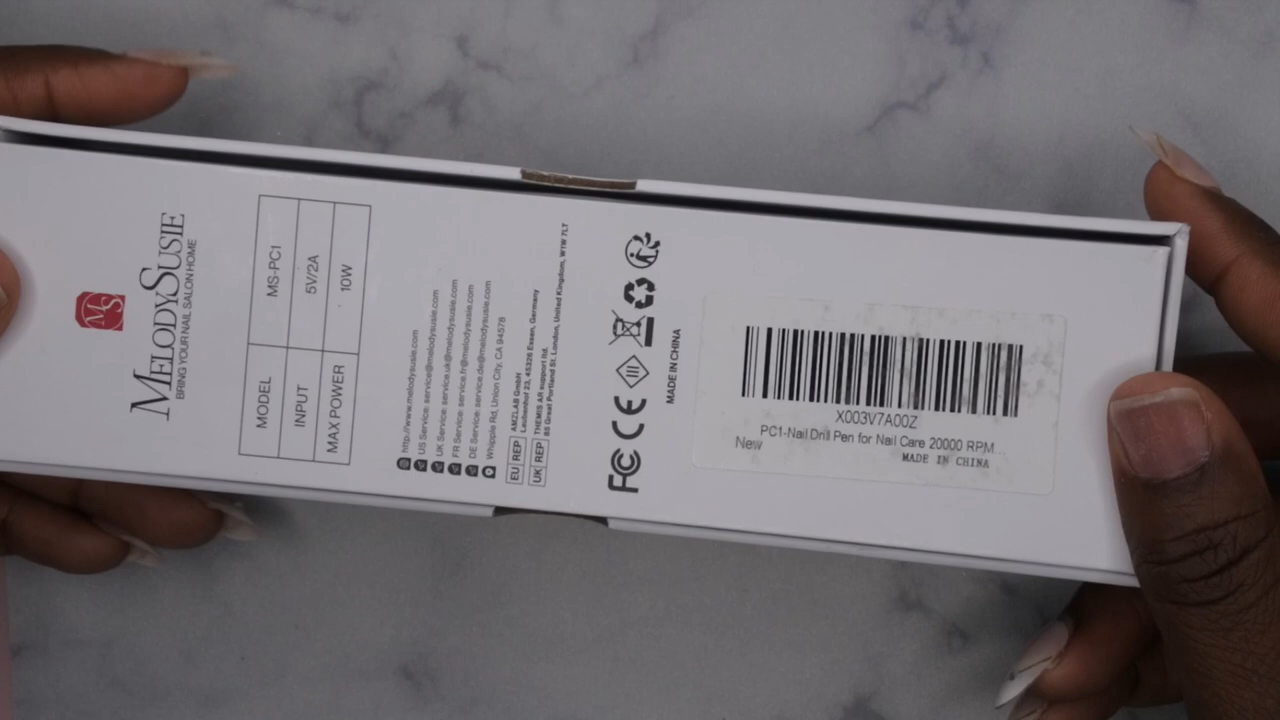 MS
MELODYSUSIE
BRING YOUR NAIL SALON HOME
MODEL MS-PC1
INPUT 5V/2A
MAX POWER 10W
http://www.melodysusie.com
US Service: service@melodysusie.com
UK Service: service.uk@melodysusie.com
FR Service: service.fr@melodysusie.com
DE Service: service.de@melodysusie.com
Whipple Rd, Union City, CA 94578
EU REP AMZLAB GmbH
Laubenhof 23, 45326 Essen, Germany
UK REP THEMIS AR support ltd.
85 Great Portland St. London, United Kingdom, W1W 7LT
FC CE
MADE IN CHINA
X003V7A00Z
PC1-Nail Drill Pen for Nail Care 20000 RPM...
New
MADE IN CHINA